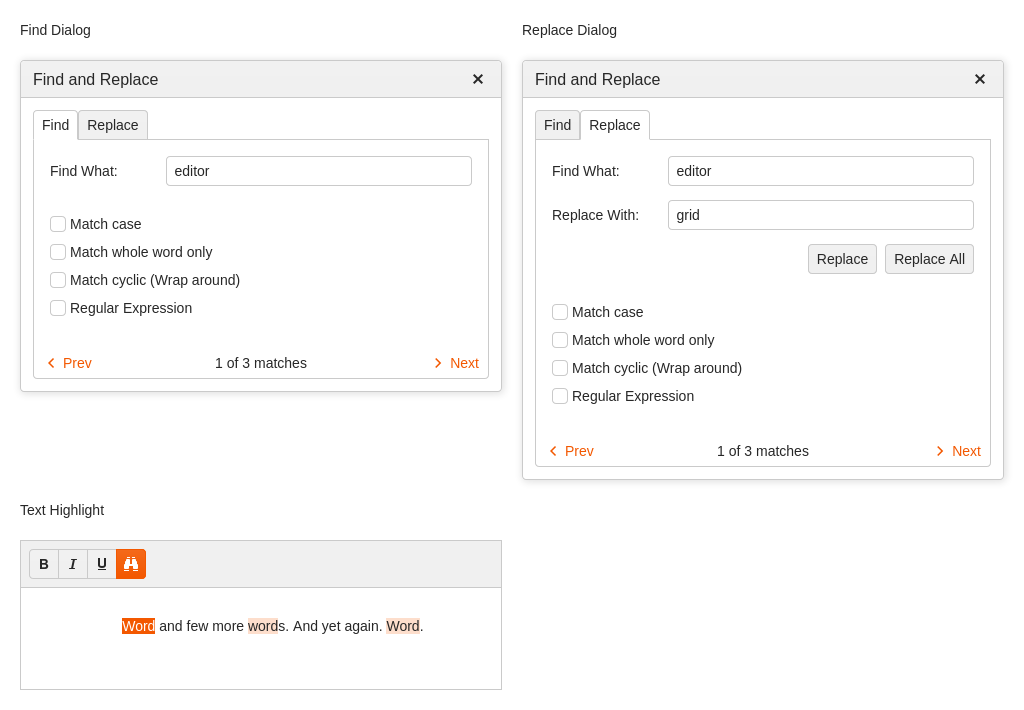 Find Dialog
Find and Replace
Find Replace
Find What: editor
Match case
Match whole word only
Match cyclic (Wrap around)
Regular Expression
Prev 1 of 3 matches Next
Replace Dialog
Find and Replace
Find Replace
Find What: editor
Replace With: grid
Replace Replace All
Match case
Match whole word only
Match cyclic (Wrap around)
Regular Expression
Prev 1 of 3 matches Next
Text Highlight
B I U
Word and few more words. And yet again. Word.